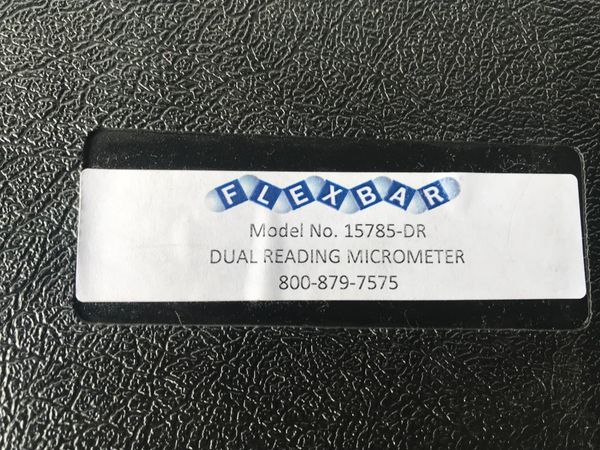 FLEXBAR
Model No. 15785-DR
DUAL READING MICROMETER
800-879-7575